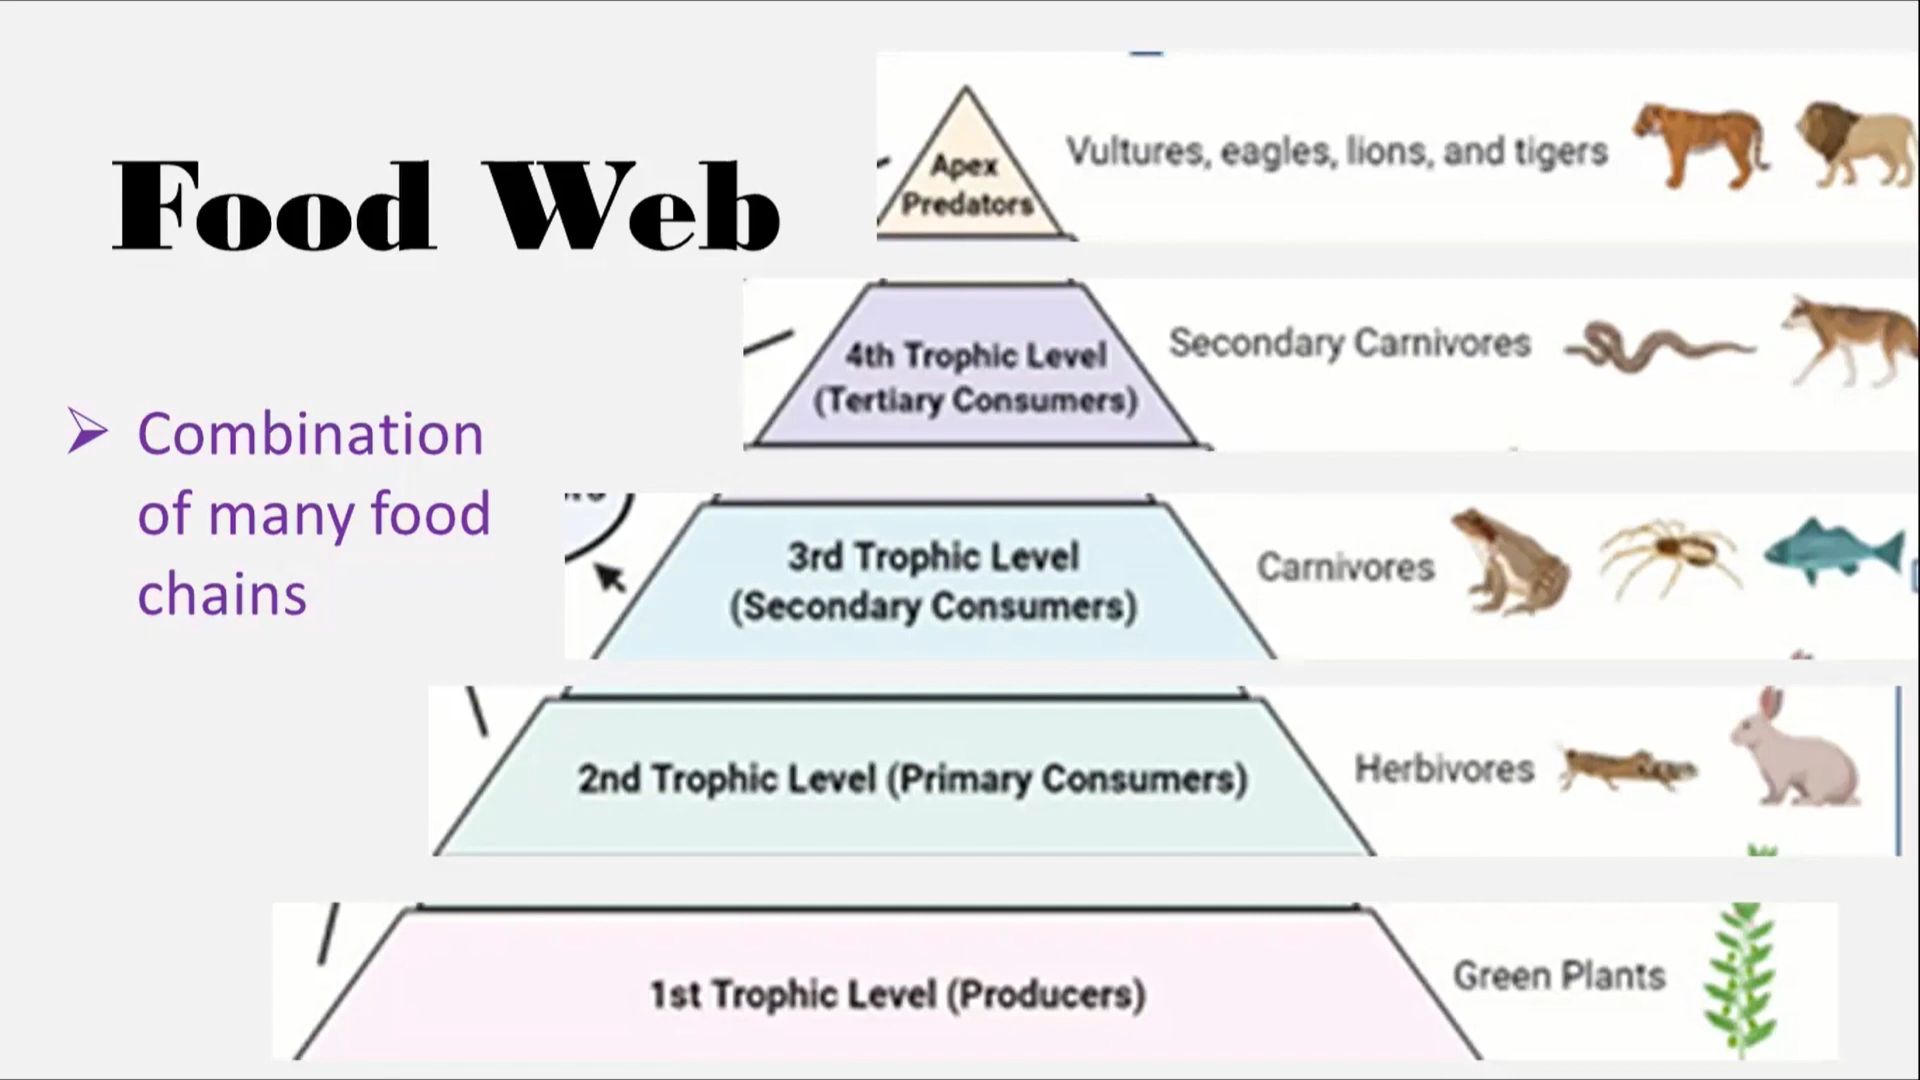 Food Web
Combination
of many food
chains
Apex
Predators
Vultures, eagles, lions, and tigers
4th Trophic Level
(Tertiary Consumers)
Secondary Carnivores
3rd Trophic Level
(Secondary Consumers)
Carnivores
2nd Trophic Level (Primary Consumers)
Herbivores
1st Trophic Level (Producers)
Green Plants